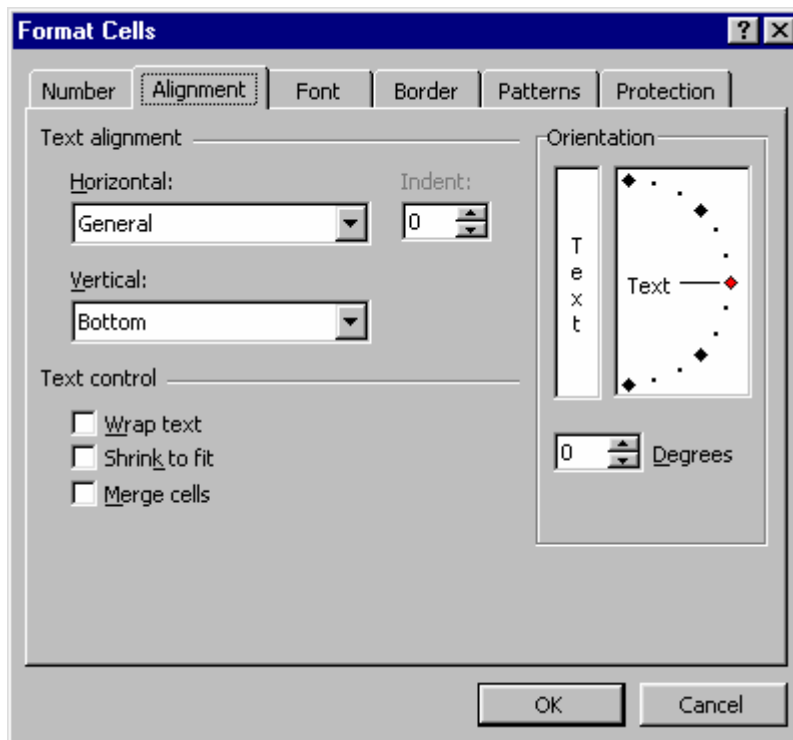 Format Cells
Number Alignment Font Border Patterns Protection
Text alignment
Horizontal:
General
Indent:
0
Vertical:
Bottom
Text control
Wrap text
Shrink to fit
Merge cells
Orientation
Text
Text
0 Degrees
OK Cancel